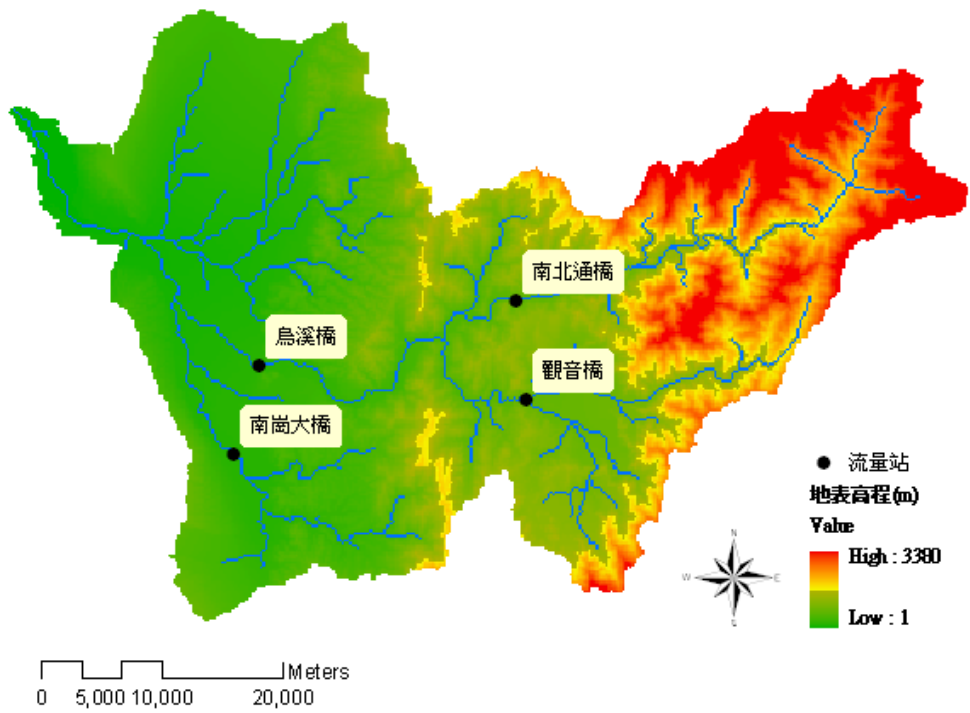 南北通橋
烏溪橋
觀音橋
南崗大橋
流量站
地表高程(m)
Value
High : 3380
Low : 1
N
W
E
S
Meters
0 5,000 10,000 20,000